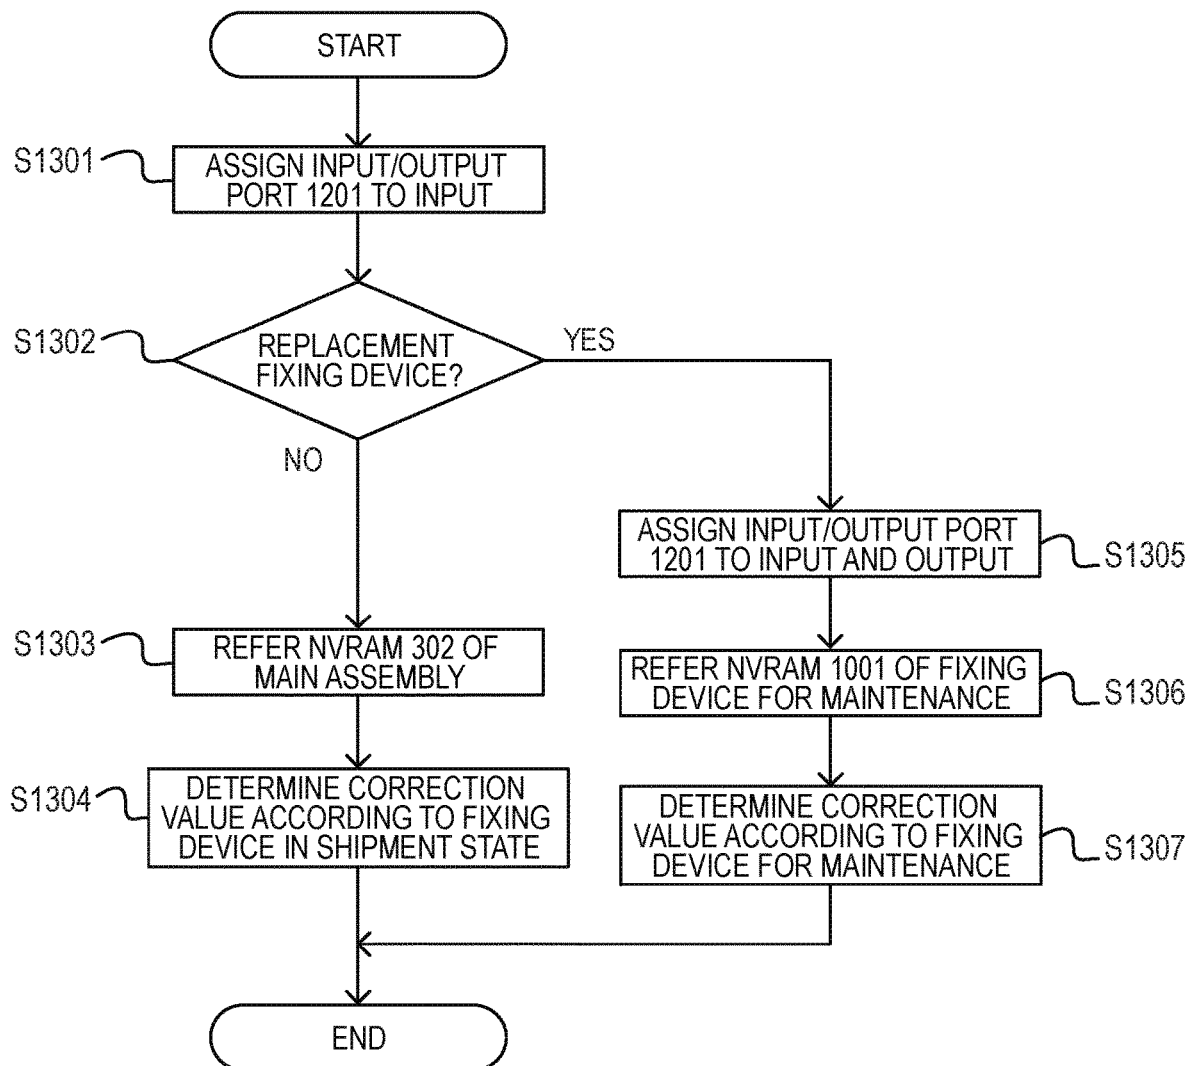 START
S1301
ASSIGN INPUT/OUTPUT
PORT 1201 TO INPUT
S1302
REPLACEMENT
FIXING DEVICE?
YES
NO
S1303
REFER NVRAM 302 OF
MAIN ASSEMBLY
S1304
DETERMINE CORRECTION
VALUE ACCORDING TO FIXING
DEVICE IN SHIPMENT STATE
ASSIGN INPUT/OUTPUT PORT
1201 TO INPUT AND OUTPUT
S1305
REFER NVRAM 1001 OF FIXING
DEVICE FOR MAINTENANCE
S1306
DETERMINE CORRECTION
VALUE ACCORDING TO FIXING
DEVICE FOR MAINTENANCE
S1307
END